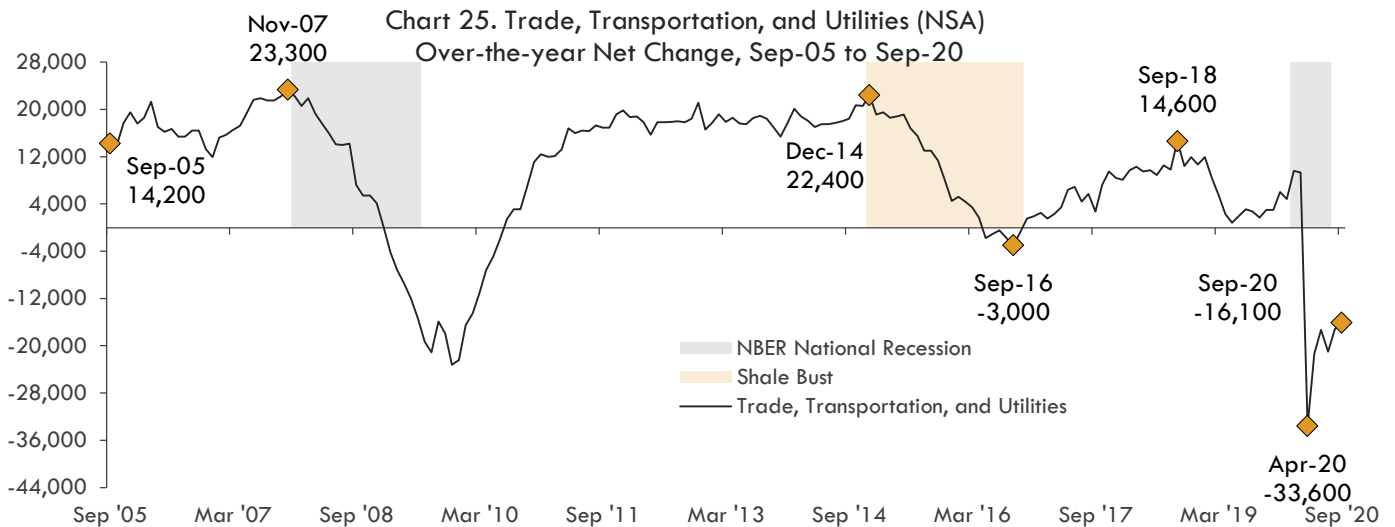 Chart 25. Trade, Transportation, and Utilities (NSA)
Over-the-year Net Change, Sep-05 to Sep-20
28,000
20,000
12,000
4,000
-4,000
-12,000
-20,000
-28,000
-36,000
-44,000
Nov-07
23,300
Sep-05
14,200
Dec-14
22,400
Sep-16
-3,000
Sep-18
14,600
Sep-20
-16,100
Apr-20
-33,600
NBER National Recession
Shale Bust
Trade, Transportation, and Utilities
Sep '05 Mar '07 Sep '08 Mar '10 Sep '11 Mar '13 Sep '14 Mar '16 Sep '17 Mar '19 Sep '20